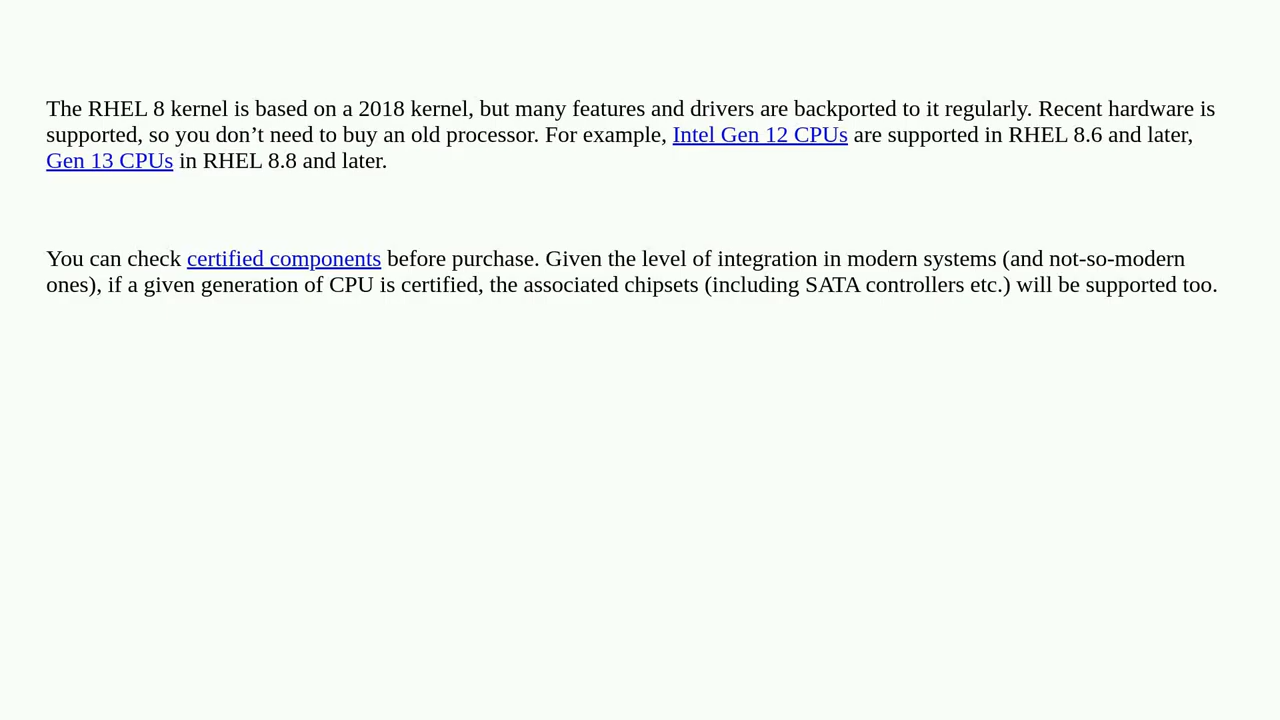 The RHEL 8 kernel is based on a 2018 kernel, but many features and drivers are backported to it regularly. Recent hardware is
supported, so you don’t need to buy an old processor. For example, Intel Gen 12 CPUs are supported in RHEL 8.6 and later,
Gen 13 CPUs in RHEL 8.8 and later.
You can check certified components before purchase. Given the level of integration in modern systems (and not-so-modern
ones), if a given generation of CPU is certified, the associated chipsets (including SATA controllers etc.) will be supported too.